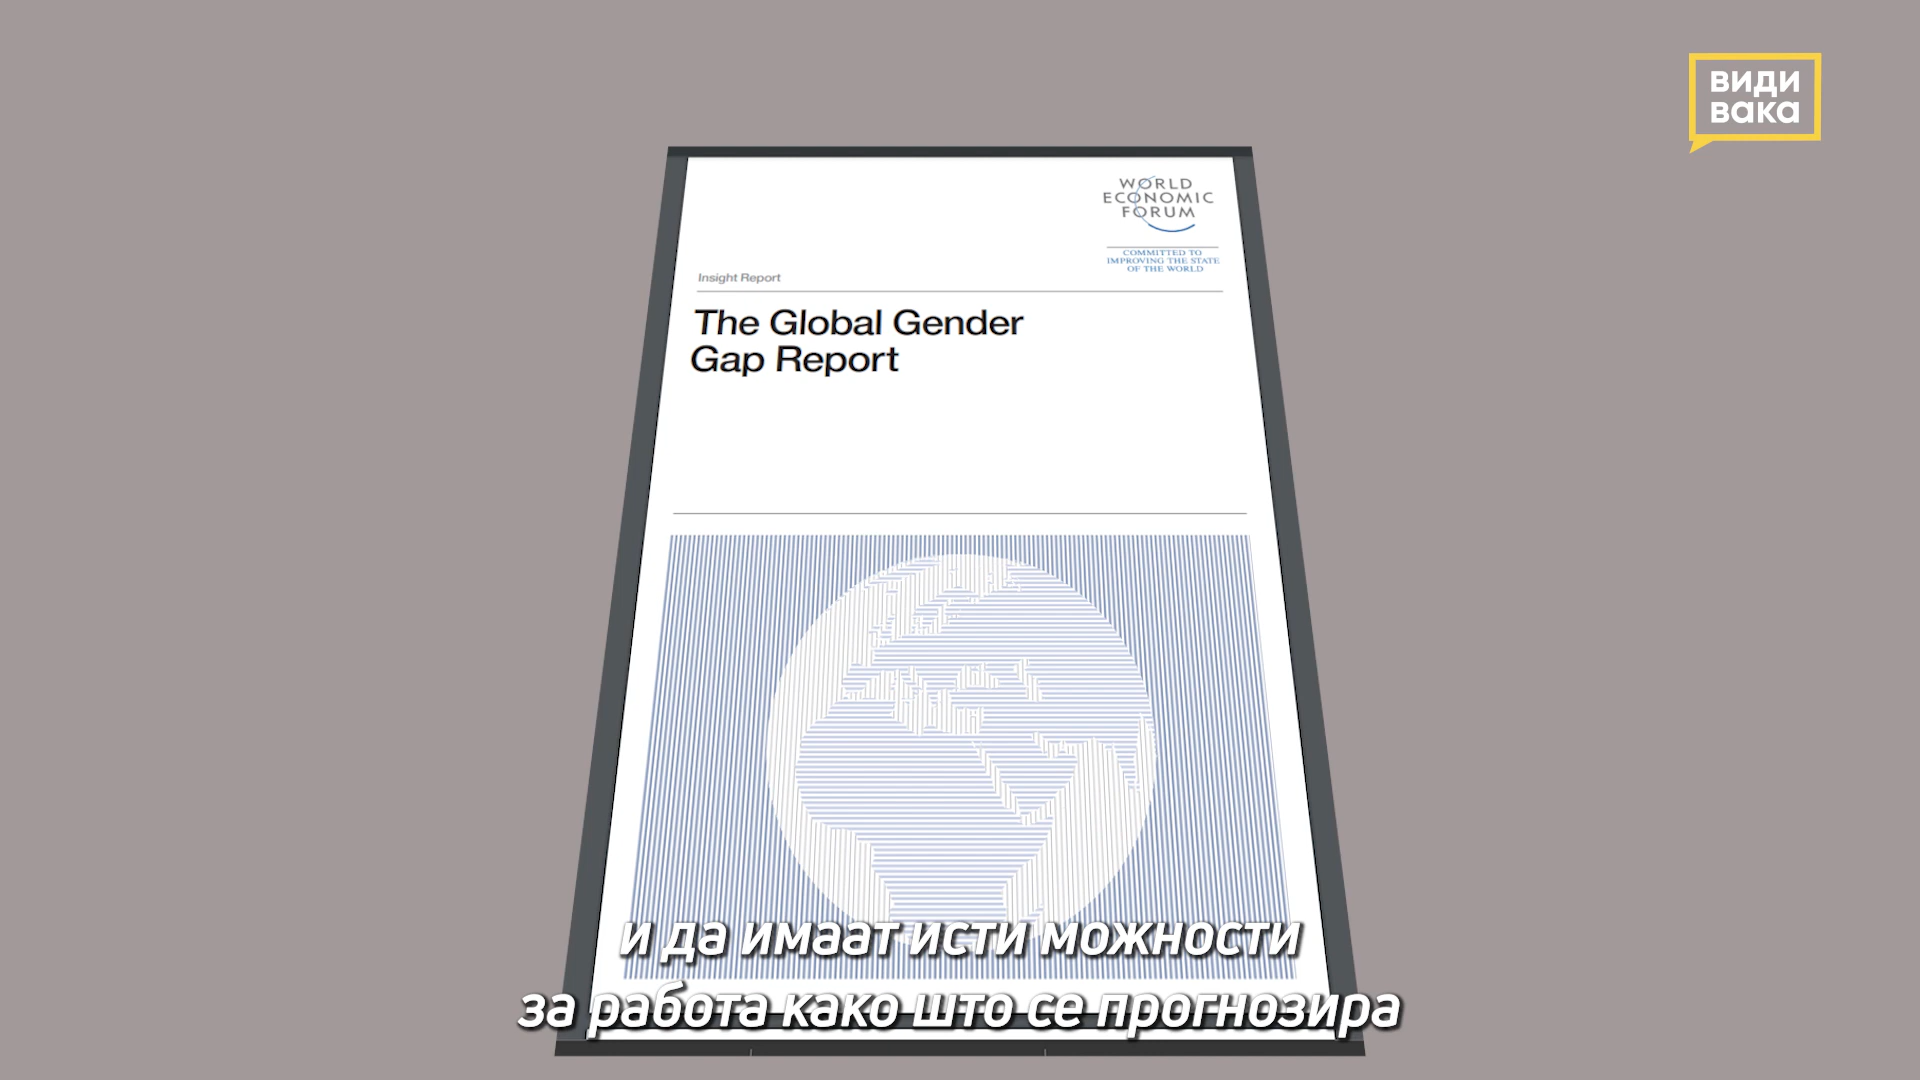 види
вака
WORLD
ECONOMIC
FORUM
COMMITTED TO
IMPROVING THE STATE
OF THE WORLD
Insight Report
The Global Gender
Gap Report
и да имаат исти можности
за работа како што се прогнозира